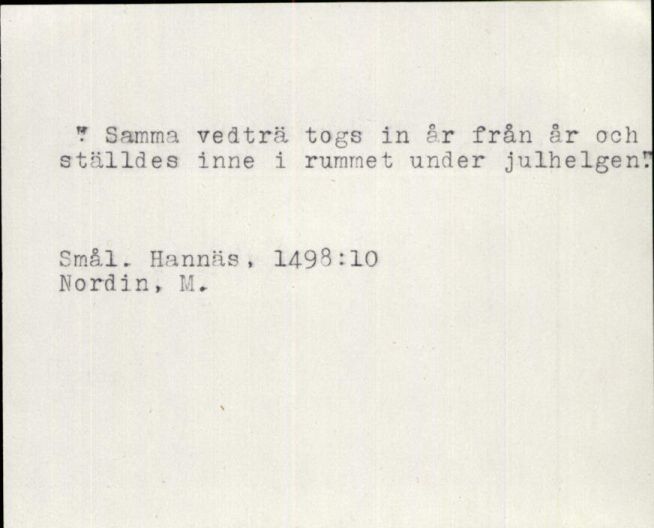 " Samma vedträ togs in år från år och
ställdes inne i rummet under julhelgen."
Smål. Hannäs, 1498:10
Nordin, M.